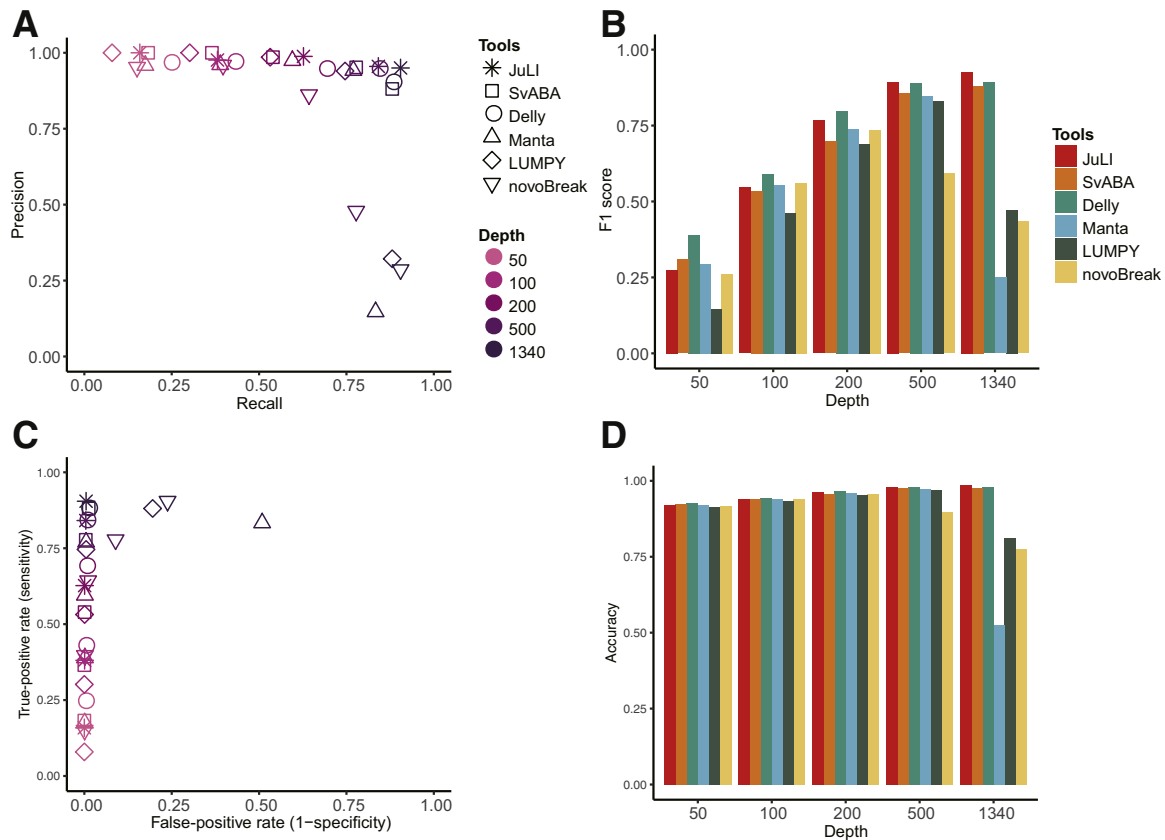 A
1.00
0.75
0.50
0.25
0.00
Precision
0.00 0.25 0.50 0.75 1.00
Recall
Tools
JuLI
SvABA
Delly
Manta
LUMPY
novoBreak
Depth
50
100
200
500
1340
B
1.00
0.75
0.50
0.25
0.00
F1 score
50 100 200 500 1340
Depth
Tools
JuLI
SvABA
Delly
Manta
LUMPY
novoBreak
C
1.00
0.75
0.50
0.25
0.00
True-positive rate (sensitivity)
0.00 0.25 0.50 0.75 1.00
False-positive rate (1−specificity)
D
1.00
0.75
0.50
0.25
0.00
Accuracy
50 100 200 500 1340
Depth